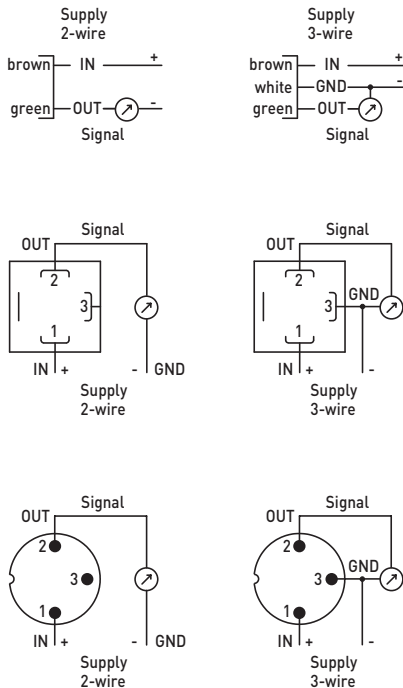 Supply
2-wire
brown IN +
green OUT -
Signal
Supply
3-wire
brown IN +
white GND -
green OUT
Signal
Signal
OUT
2
3
1
IN + - GND
Supply
2-wire
Signal
OUT
2
GND
3
1
IN + -
Supply
3-wire
Signal
OUT
2
3
1
IN + - GND
Supply
2-wire
Signal
OUT
2
GND
3
1
IN + -
Supply
3-wire